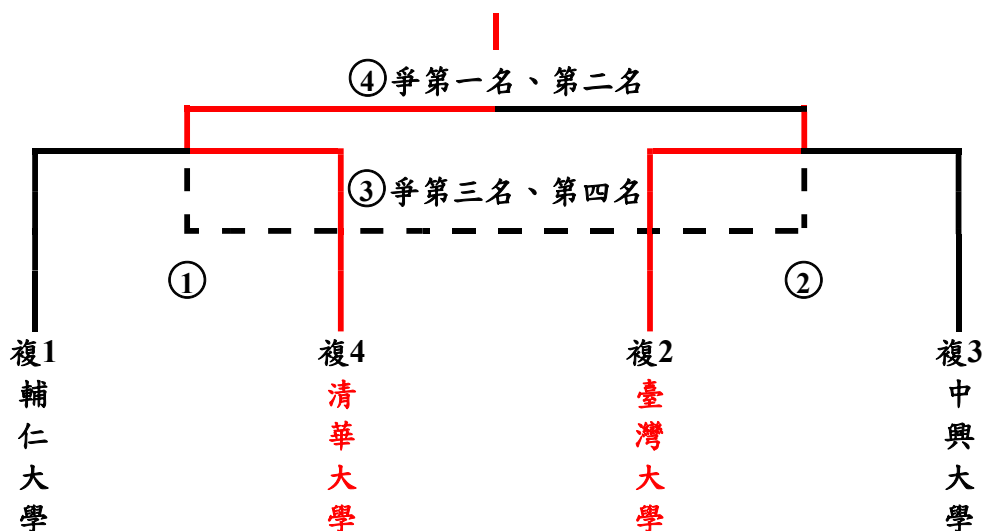 ④爭第一名、第二名
③爭第三名、第四名
①
②
複1
輔仁大學
複4
清華大學
複2
臺灣大學
複3
中興大學